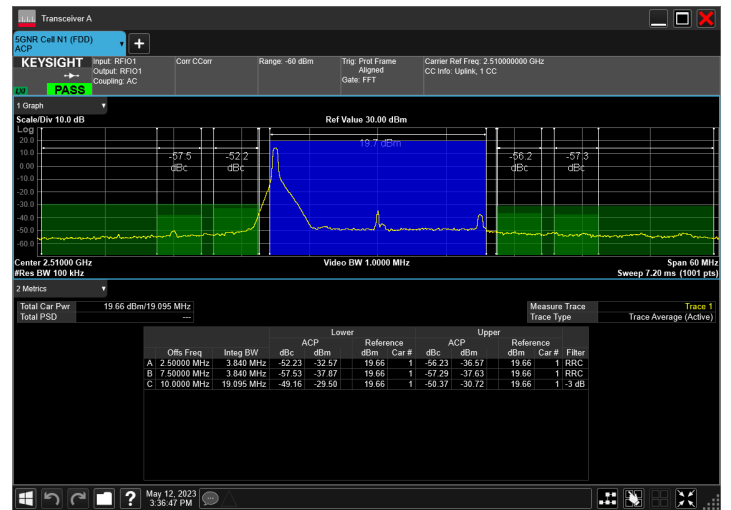 Transceiver A
5GNR Cell N1 (FDD)
ACP
KEYSIGHT
LXI
PASS
Input: RFIO1
Output: RFIO1
Coupling: AC
Corr CCorr
Range: -60 dBm
Trig: Prot Frame
Aligned
Gate: FFT
Carrier Ref Freq: 2.510000000 GHz
CC Info: Uplink, 1 CC
1 Graph
Scale/Div 10.0 dB
Ref Value 30.00 dBm
Log
20.0
10.0
0.00
-10.0
-20.0
-30.0
-40.0
-50.0
-60.0
-57.5 dBc
-52.2 dBc
19.7 dBm
-56.2 dBc
-57.3 dBc
Center 2.51000 GHz
#Res BW 100 kHz
Video BW 1.0000 MHz
Span 60 MHz
Sweep 7.20 ms (1001 pts)
2 Metrics
Total Car Pwr 19.66 dBm/19.095 MHz
Total PSD ---
Measure Trace Trace 1
Trace Type Trace Average (Active)
Lower Upper
ACP Reference ACP Reference
Offs Freq Integ BW dBc dBm dBm Car # dBc dBm dBm Car # Filter
A 2.50000 MHz 3.840 MHz -52.23 -32.57 19.66 1 -56.23 -36.57 19.66 1 RRC
B 7.50000 MHz 3.840 MHz -57.53 -37.87 19.66 1 -57.29 -37.63 19.66 1 RRC
C 10.0000 MHz 19.095 MHz -49.16 -29.50 19.66 1 -50.37 -30.72 19.66 1 -3 dB
May 12, 2023
3:36:47 PM